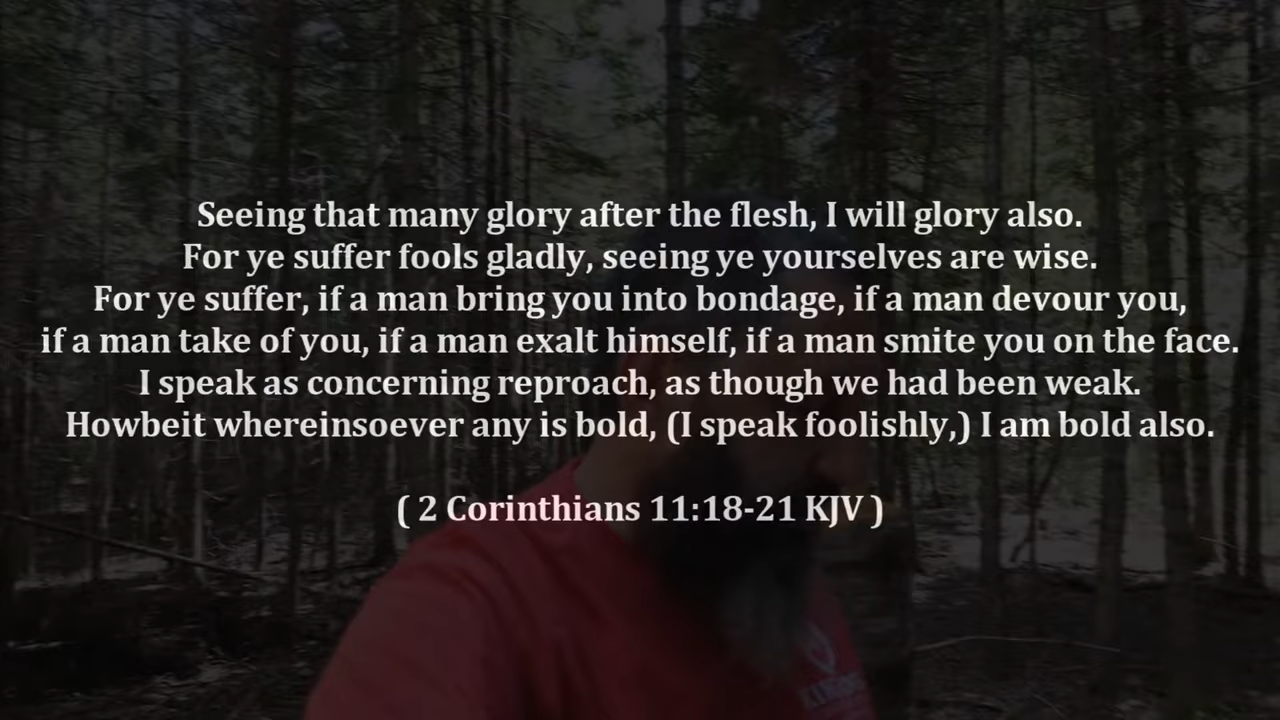 Seeing that many glory after the flesh, I will glory also.
For ye suffer fools gladly, seeing ye yourselves are wise.
For ye suffer, if a man bring you into bondage, if a man devour you,
if a man take of you, if a man exalt himself, if a man smite you on the face.
I speak as concerning reproach, as though we had been weak.
Howbeit whereinsoever any is bold, (I speak foolishly,) I am bold also.
( 2 Corinthians 11:18-21 KJV )